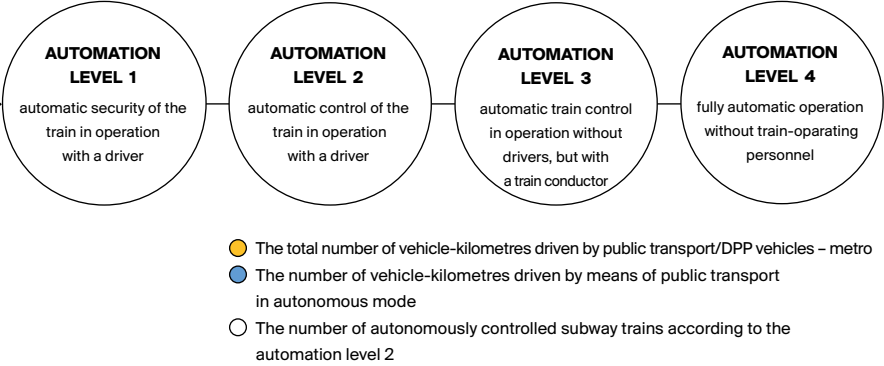 AUTOMATION
LEVEL 1
automatic security of the
train in operation
with a driver
AUTOMATION
LEVEL 2
automatic control of the
train in operation
with a driver
AUTOMATION
LEVEL 3
automatic train control
in operation without
drivers, but with
a train conductor
AUTOMATION
LEVEL 4
fully automatic operation
without train-oparating
personnel
The total number of vehicle-kilometres driven by public transport/DPP vehicles – metro
The number of vehicle-kilometres driven by means of public transport
in autonomous mode
The number of autonomously controlled subway trains according to the
automation level 2